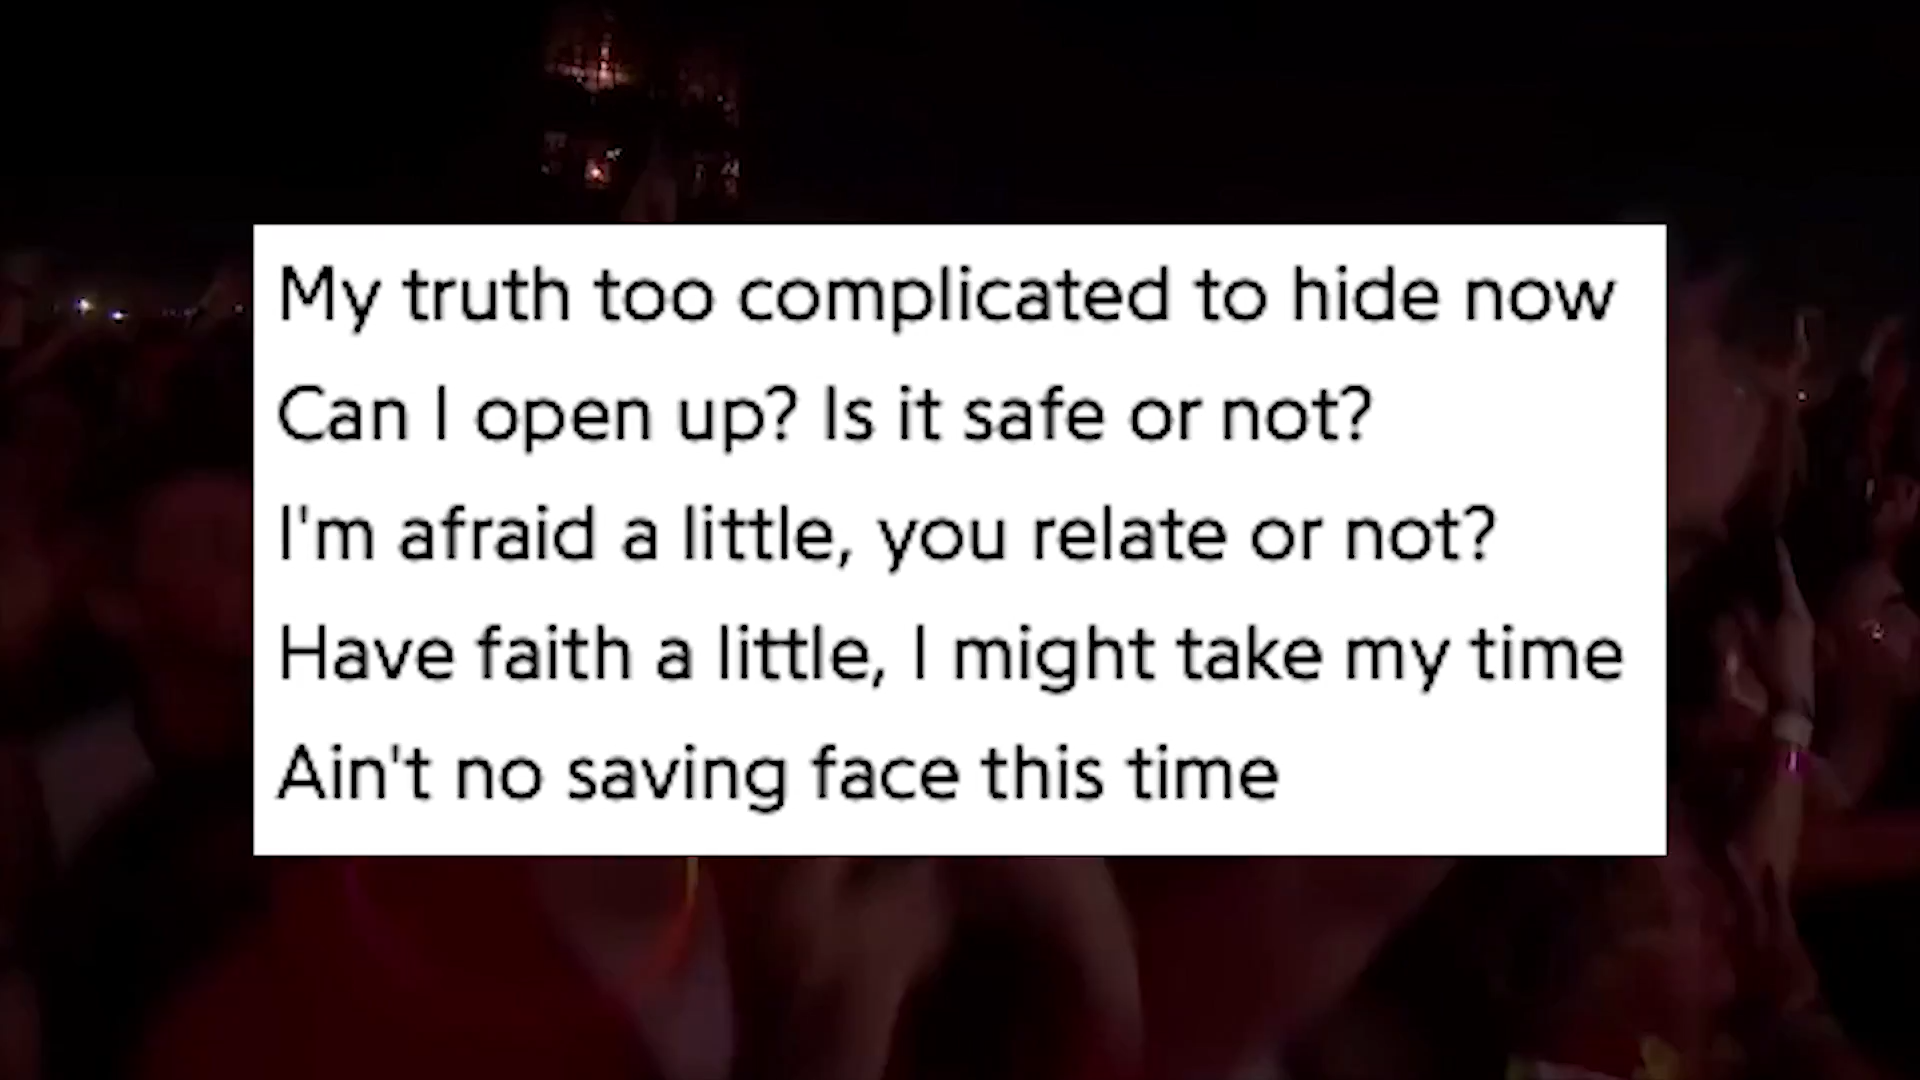 My truth too complicated to hide now
Can I open up? Is it safe or not?
I'm afraid a little, you relate or not?
Have faith a little, I might take my time
Ain't no saving face this time